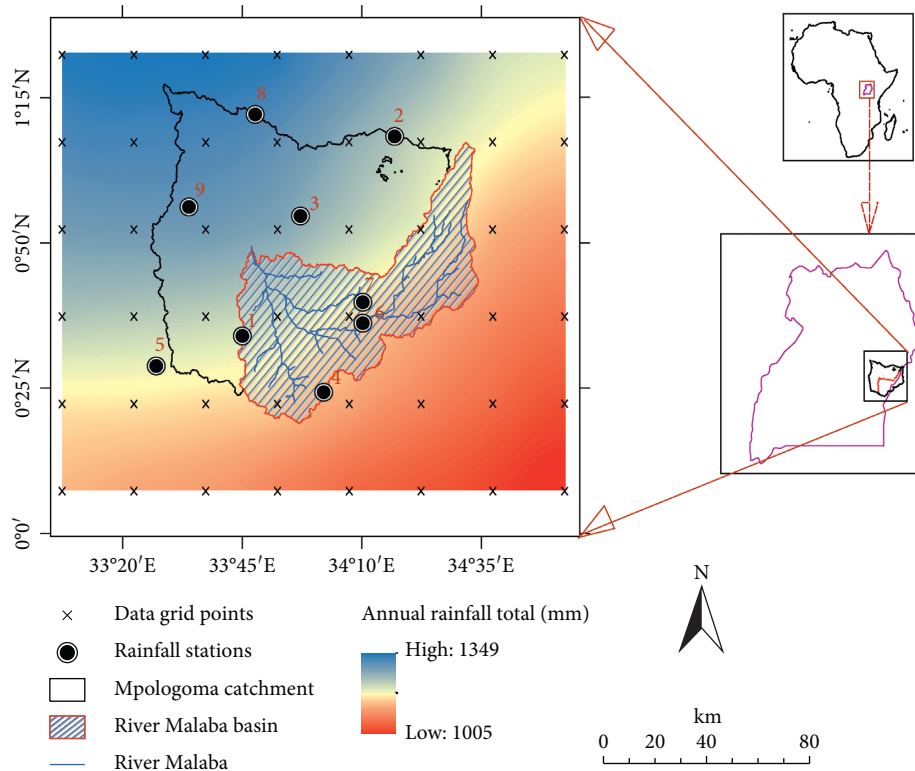 1°15′N
0°50′N
0°25′N
0°0′
8
2
9
3
7
6
1
5
4
33°20′E
33°45′E
34°10′E
34°35′E
Data grid points
Rainfall stations
Mpologoma catchment
River Malaba basin
River Malaba
Annual rainfall total (mm)
High: 1349
Low: 1005
N
km
0 20 40 60 80